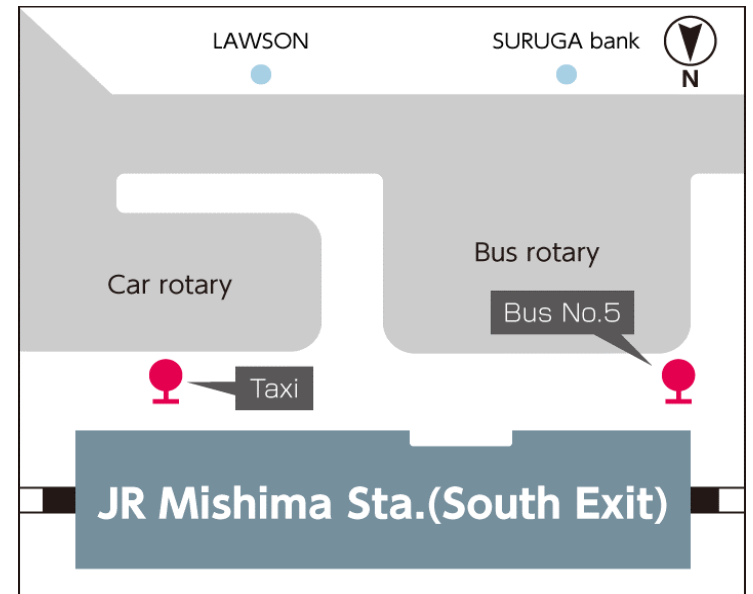 LAWSON
SURUGA bank
N
Bus rotary
Car rotary
Bus No.5
Taxi
JR Mishima Sta.(South Exit)